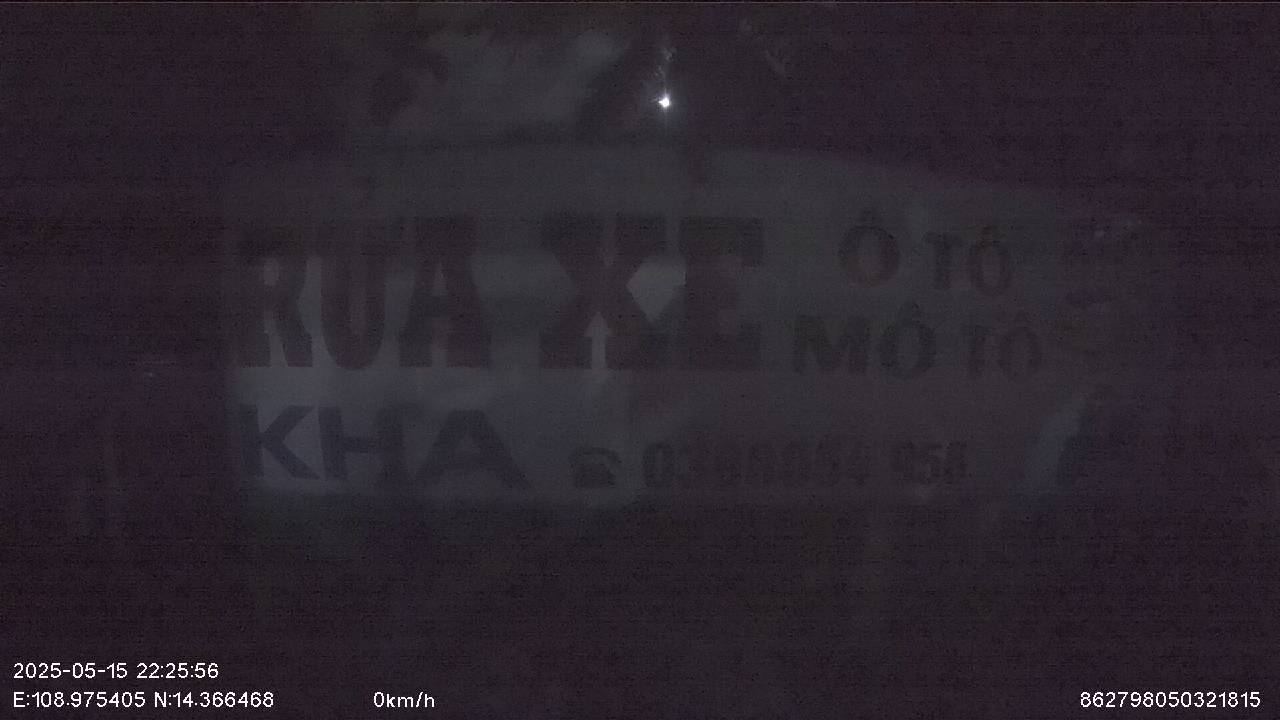 RỬA XE
Ô TÔ
MÔ TÔ
KHA
2025-05-15 22:25:56
E:108.975405 N:14.366468 0km/h 862798050321815